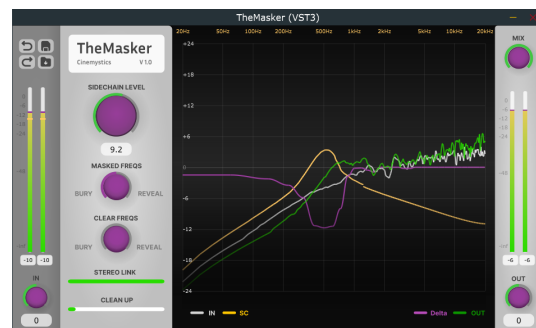 TheMasker (VST3)
TheMasker
Cinemystics V 1.0
SIDECHAIN LEVEL
9.2
MASKED FREQS
BURY REVEAL
CLEAR FREQS
BURY REVEAL
STEREO LINK
CLEAN UP
-10 -10
IN
0
20Hz 50Hz 100Hz 200Hz 500Hz 1kHz 2kHz 5kHz 10kHz 20kHz
+24
+18
+12
+6
0
-6
-12
-18
-24
IN SC Delta OUT
MIX
-6 -6
OUT
0